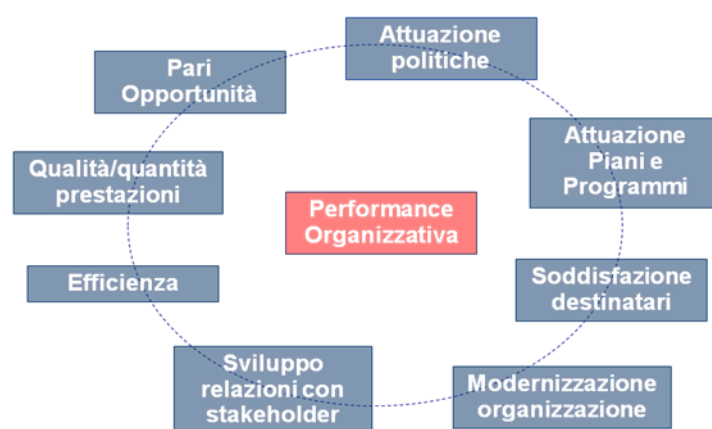 Attuazione
politiche
Pari
Opportunità
Attuazione
Piani e
Programmi
Qualità/quantità
prestazioni
Performance
Organizzativa
Soddisfazione
destinatari
Efficienza
Sviluppo
relazioni con
stakeholder
Modernizzazione
organizzazione